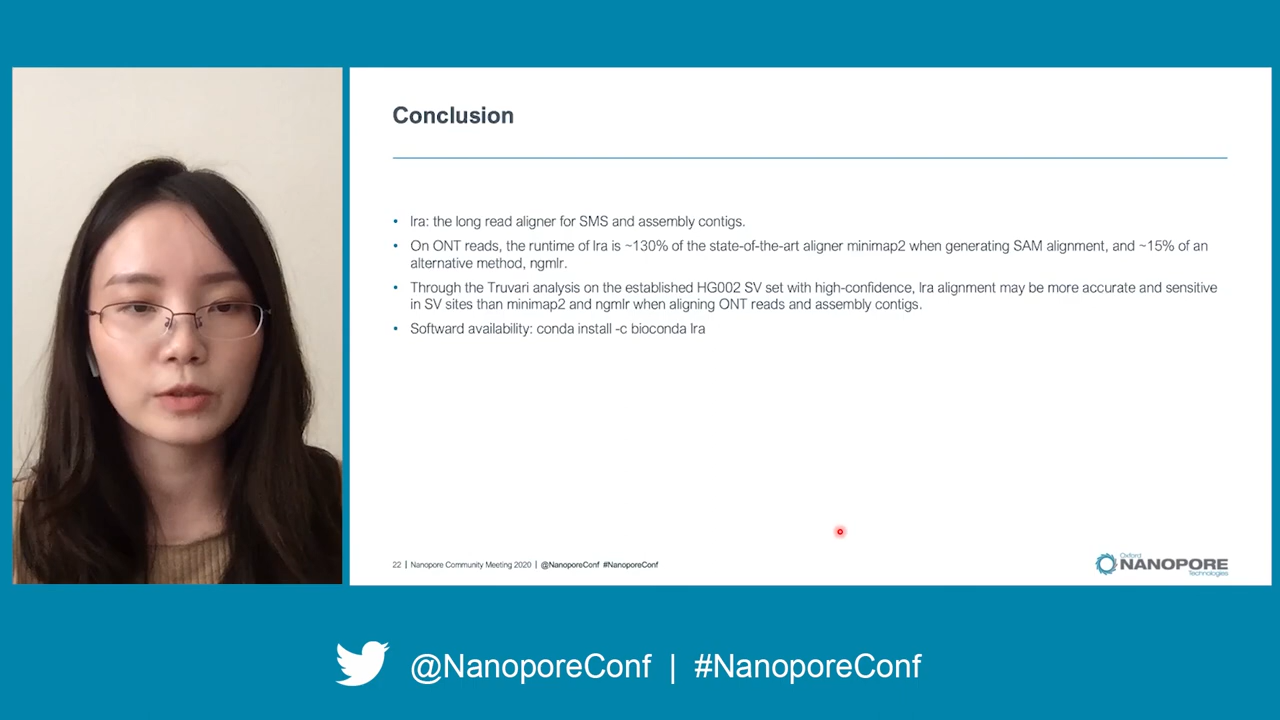 Conclusion
• lra: the long read aligner for SMS and assembly contigs.
• On ONT reads, the runtime of lra is ~130% of the state-of-the-art aligner minimap2 when generating SAM alignment, and ~15% of an
alternative method, ngmlr.
• Through the Truvari analysis on the established HG002 SV set with high-confidence, lra alignment may be more accurate and sensitive
in SV sites than minimap2 and ngmlr when aligning ONT reads and assembly contigs.
• Softward availability: conda install -c bioconda lra
22 | Nanopore Community Meeting 2020 | @NanoporeConf #NanoporeConf
Oxford
NANOPORE
Technologies
@NanoporeConf | #NanoporeConf